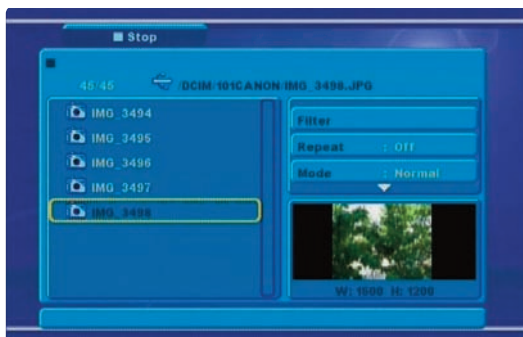 Stop
45/45 /DCIM/101CANON/IMG_3498.JPG
IMG_3494
IMG_3495
IMG_3496
IMG_3497
IMG_3498
Filter
Repeat : Off
Mode : Normal
W: 1600 H: 1200